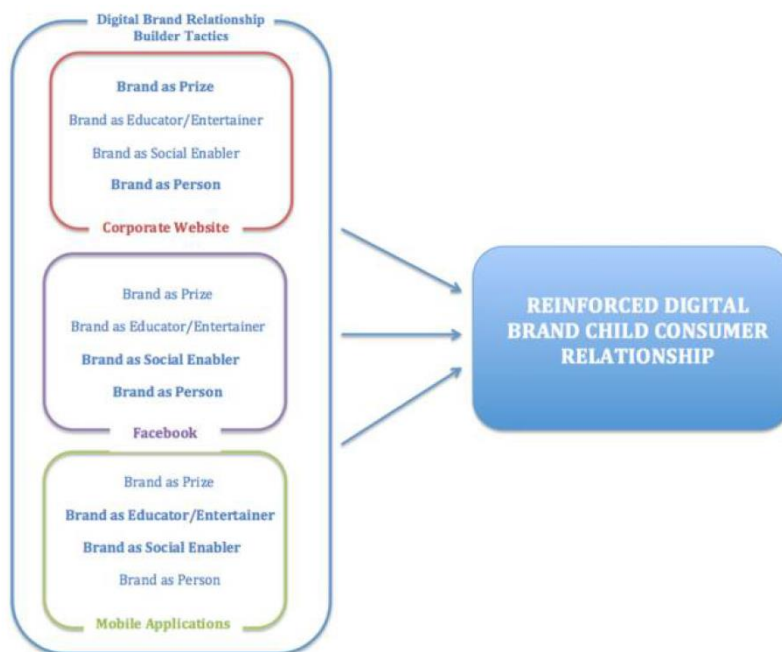 Digital Brand Relationship
Builder Tactics
Brand as Prize
Brand as Educator/Entertainer
Brand as Social Enabler
Brand as Person
Corporate Website
Brand as Prize
Brand as Educator/Entertainer
Brand as Social Enabler
Brand as Person
Facebook
Brand as Prize
Brand as Educator/Entertainer
Brand as Social Enabler
Brand as Person
Mobile Applications
REINFORCED DIGITAL
BRAND CHILD CONSUMER
RELATIONSHIP